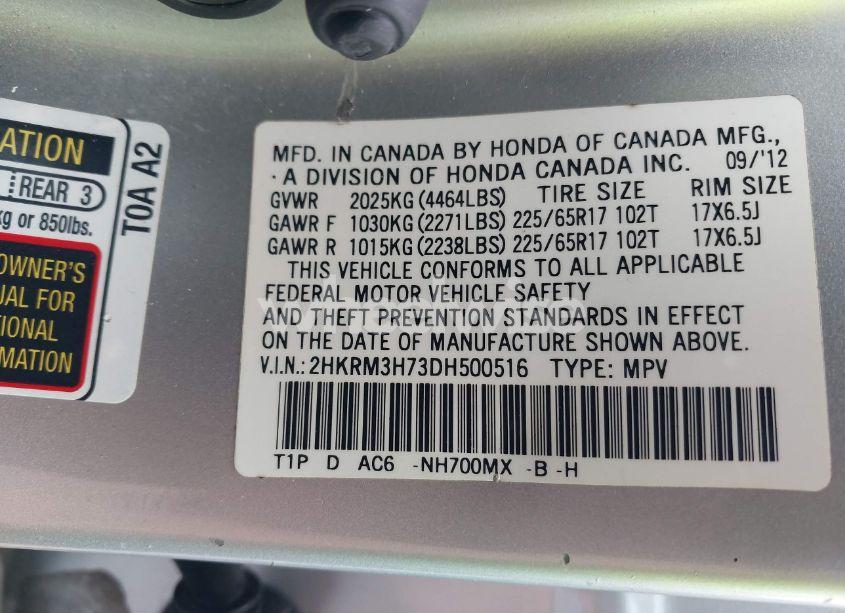 ATION
REAR 3
kg or 850lbs.
OWNER'S
UAL FOR
TIONAL
RMATION
T0A A2
MFD. IN CANADA BY HONDA OF CANADA MFG.,
·A DIVISION OF HONDA CANADA INC. 09/'12
GVWR 2025KG (4464LBS) TIRE SIZE RIM SIZE
GAWR F 1030KG (2271LBS) 225/65R17 102T 17X6.5J
GAWR R 1015KG (2238LBS) 225/65R17 102T 17X6.5J
THIS VEHICLE CONFORMS TO ALL APPLICABLE
FEDERAL MOTOR VEHICLE SAFETY
AND THEFT PREVENTION STANDARDS IN EFFECT
ON THE DATE OF MANUFACTURE SHOWN ABOVE.
V.I.N.: 2HKRM3H73DH500516 TYPE: MPV
T1P D AC6 -NH700MX -B -H